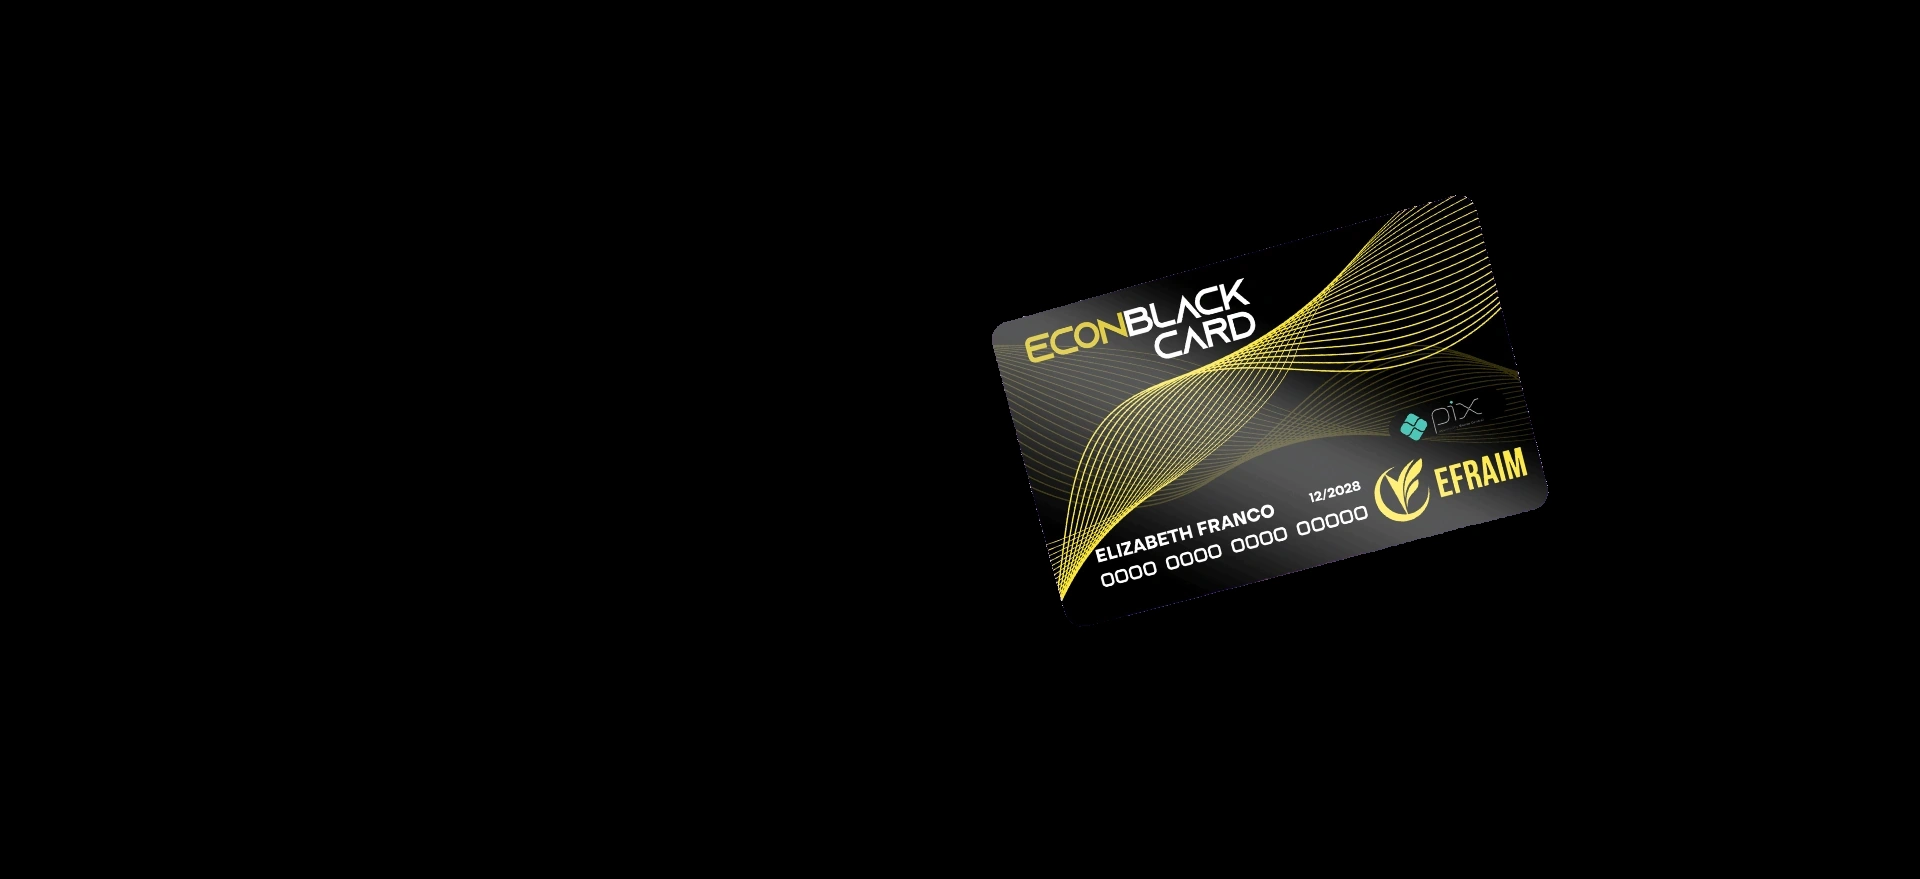 ECONBLACK
CARD
pix
EFRAIM
12/2028
ELIZABETH FRANCO
0000 0000 0000 00000